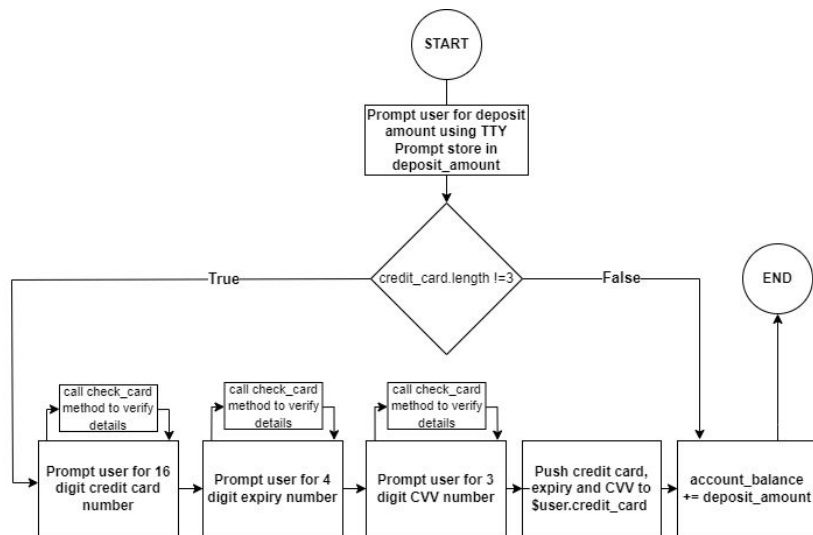 START
Prompt user for deposit
amount using TTY
Prompt store in
deposit_amount
credit_card.length !=3
True
False
END
call check_card
method to verify
details
call check_card
method to verify
details
call check_card
method to verify
details
Prompt user for 16
digit credit card
number
Prompt user for 4
digit expiry number
Prompt user for 3
digit CVV number
Push credit card,
expiry and CVV to
$user.credit_card
account_balance
+= deposit_amount